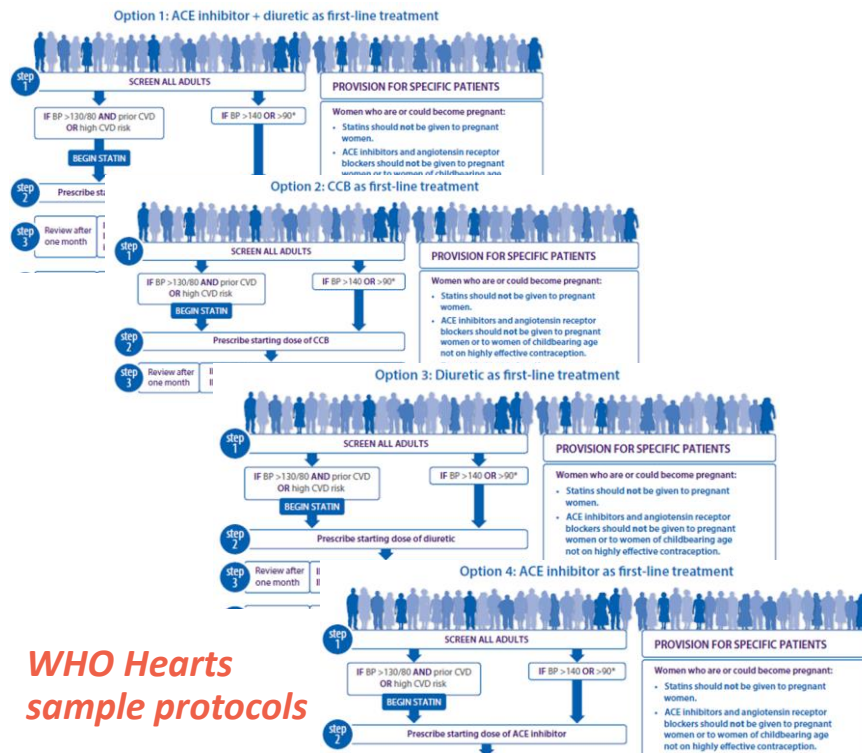 Option 1: ACE inhibitor + diuretic as first-line treatment
step 1
SCREEN ALL ADULTS
IF BP >130/80 AND prior CVD
OR high CVD risk
IF BP >140 OR >90*
BEGIN STATIN
step 2
Prescribe
step 3
Review after
one month
PROVISION FOR SPECIFIC PATIENTS
Women who are or could become pregnant:
• Statins should not be given to pregnant
women.
• ACE inhibitors and angiotensin receptor
blockers should not be given to pregnant
women or to women of childbearing age
Option 2: CCB as first-line treatment
step 1
SCREEN ALL ADULTS
IF BP >130/80 AND prior CVD
OR high CVD risk
IF BP >140 OR >90*
BEGIN STATIN
step 2
Prescribe starting dose of CCB
step 3
Review after
one month
PROVISION FOR SPECIFIC PATIENTS
Women who are or could become pregnant:
• Statins should not be given to pregnant
women.
• ACE inhibitors and angiotensin receptor
blockers should not be given to pregnant
women or to women of childbearing age
not on highly effective contraception.
Option 3: Diuretic as first-line treatment
step 1
SCREEN ALL ADULTS
IF BP >130/80 AND prior CVD
OR high CVD risk
IF BP >140 OR >90*
BEGIN STATIN
step 2
Prescribe starting dose of diuretic
step 3
Review after
one month
PROVISION FOR SPECIFIC PATIENTS
Women who are or could become pregnant:
• Statins should not be given to pregnant
women.
• ACE inhibitors and angiotensin receptor
blockers should not be given to pregnant
women or to women of childbearing age
not on highly effective contraception.
Option 4: ACE inhibitor as first-line treatment
step 1
SCREEN ALL ADULTS
IF BP >130/80 AND prior CVD
OR high CVD risk
IF BP >140 OR >90*
BEGIN STATIN
step 2
Prescribe starting dose of ACE inhibitor
PROVISION FOR SPECIFIC PATIENTS
Women who are or could become pregnant:
• Statins should not be given to pregnant
women.
• ACE inhibitors and angiotensin receptor
blockers should not be given to pregnant
women or to women of childbearing age
not on highly effective contraception.
WHO Hearts
sample protocols